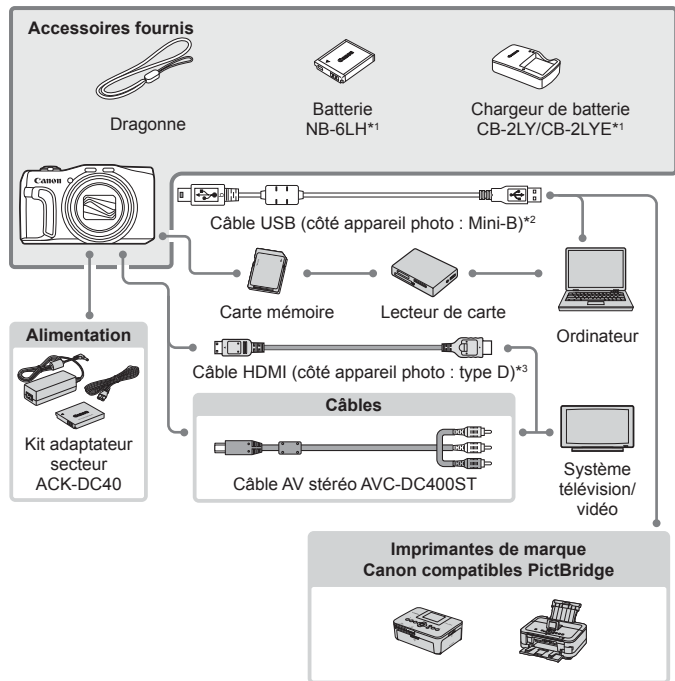 Accessoires fournis
Dragonne
Batterie
NB-6LH*1
Chargeur de batterie
CB-2LY/CB-2LYE*1
Canon
Câble USB (côté appareil photo : Mini-B)*2
Carte mémoire
Lecteur de carte
Ordinateur
Alimentation
Kit adaptateur
secteur
ACK-DC40
Câble HDMI (côté appareil photo : type D)*3
Câbles
Câble AV stéréo AVC-DC400ST
Système
télévision/
vidéo
Imprimantes de marque
Canon compatibles PictBridge